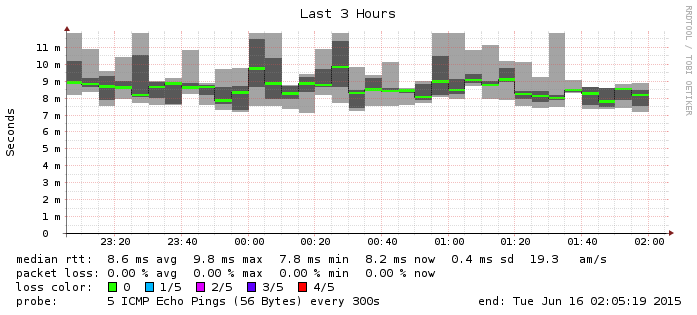 Last 3 Hours
RRDTOOL / TOBI OETIKER
Seconds
11 m
10 m
9 m
8 m
7 m
6 m
5 m
4 m
3 m
2 m
1 m
0
23:20 23:40 00:00 00:20 00:40 01:00 01:20 01:40 02:00
median rtt: 8.6 ms avg 9.8 ms max 7.8 ms min 8.2 ms now 0.4 ms sd 19.3 am/s
packet loss: 0.00 % avg 0.00 % max 0.00 % min 0.00 % now
loss color: 0 1/5 2/5 3/5 4/5
probe: 5 ICMP Echo Pings (56 Bytes) every 300s end: Tue Jun 16 02:05:19 2015